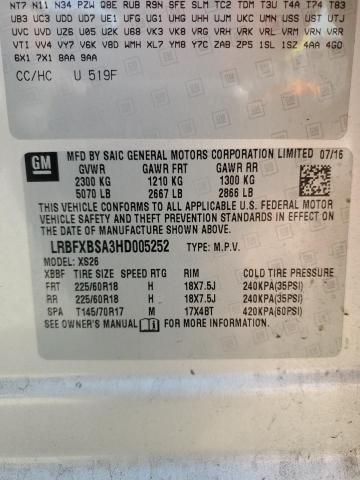 NT7 N11 N34 PZW Q8E RUB R9N SFE SLM TC2 TDM T3U T4A T74 T83
UB3 UC3 UDD UD7 UE1 UFG UG1 UHG UHH UJM UKC UMN USS UST UTJ
UVC UVD UZ6 U05 U2K U68 VK3 VK8 VRG VRH VRJ VRK VRL VRM VRN VRR
VT1 VV4 VY7 V6K V8D WMH XL7 YM8 Y7C ZAB ZP5 1SL 1SZ 4AA 4G0
6X1 7X1 8AA 9AA
CC/HC U 519F
GM MFD BY SAIC GENERAL MOTORS CORPORATION LIMITED 07/16
GVWR GAWR FRT GAWR RR
2300 KG 1210 KG 1300 KG
5070 LB 2667 LB 2866 LB
THIS VEHICLE CONFORMS TO ALL APPLICABLE U.S. FEDERAL MOTOR
VEHICLE SAFETY AND THEFT PREVENTION STANDARDS IN EFFECT ON
THE DATE OF MANUFACTURE SHOWN ABOVE.
LRBFXBSA3HD005252 TYPE: M.P.V.
MODEL: XS26
XBBF TIRE SIZE SPEED RTG RIM COLD TIRE PRESSURE
FRT 225/60R18 H 18X7.5J 240KPA(35PSI)
RR 225/60R18 H 18X7.5J 240KPA(35PSI)
SPA T145/70R17 M 17X4BT 420KPA(60PSI)
SEE OWNER'S MANUAL FOR MORE INFORMATION